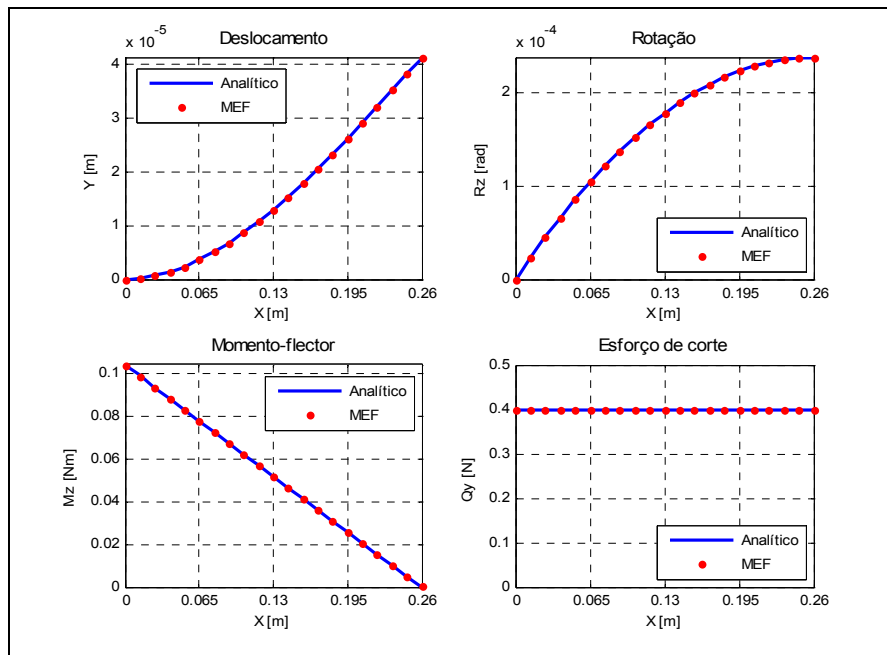 x 10-5
Deslocamento
4
3
2
1
0
Y [m]
Analítico
MEF
0 0.065 0.13 0.195 0.26
X [m]
x 10-4
Rotação
2
1
0
Rz [rad]
Analítico
MEF
0 0.065 0.13 0.195 0.26
X [m]
Momento-flector
0.1
0.08
0.06
0.04
0.02
0
Mz [Nm]
Analítico
MEF
0 0.065 0.13 0.195 0.26
X [m]
Esforço de corte
0.5
0.4
0.3
0.2
0.1
0
Qy [N]
Analítico
MEF
0 0.065 0.13 0.195 0.26
X [m]